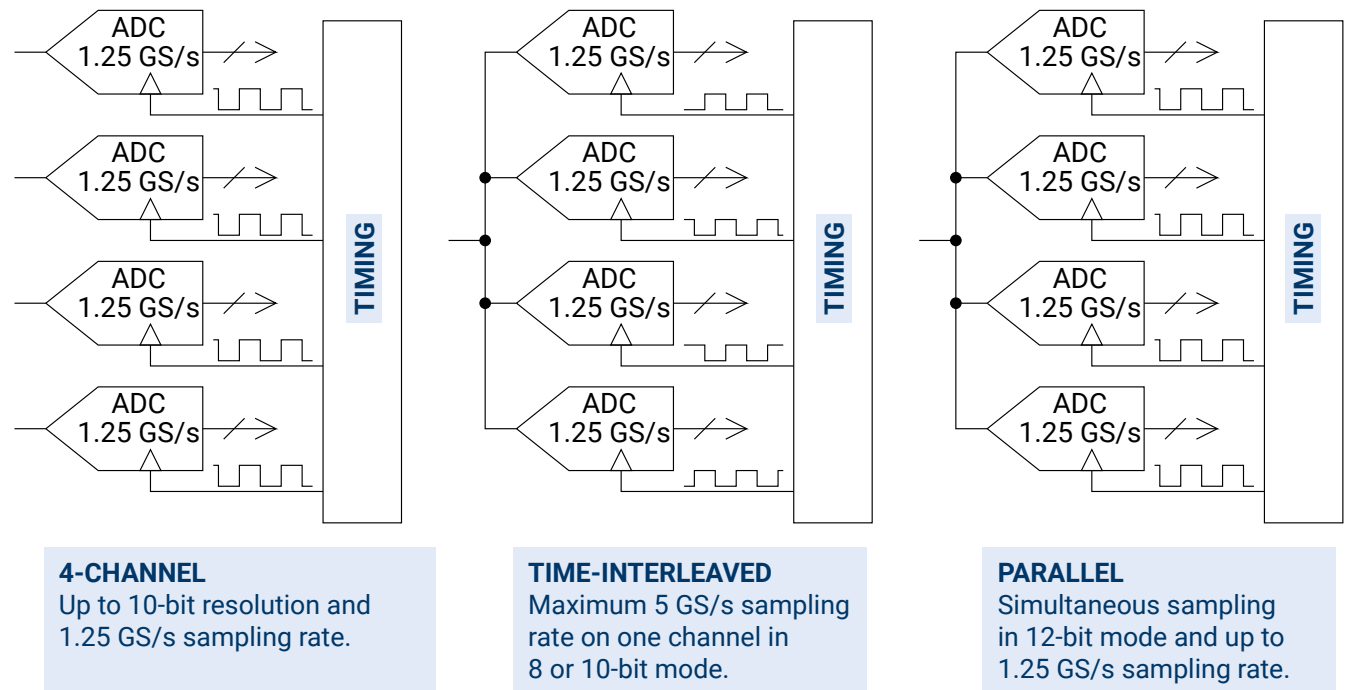 ADC
1.25 GS/s
ADC
1.25 GS/s
ADC
1.25 GS/s
ADC
1.25 GS/s
TIMING
4-CHANNEL
Up to 10-bit resolution and
1.25 GS/s sampling rate.
ADC
1.25 GS/s
ADC
1.25 GS/s
ADC
1.25 GS/s
ADC
1.25 GS/s
TIMING
TIME-INTERLEAVED
Maximum 5 GS/s sampling
rate on one channel in
8 or 10-bit mode.
ADC
1.25 GS/s
ADC
1.25 GS/s
ADC
1.25 GS/s
ADC
1.25 GS/s
TIMING
PARALLEL
Simultaneous sampling
in 12-bit mode and up to
1.25 GS/s sampling rate.